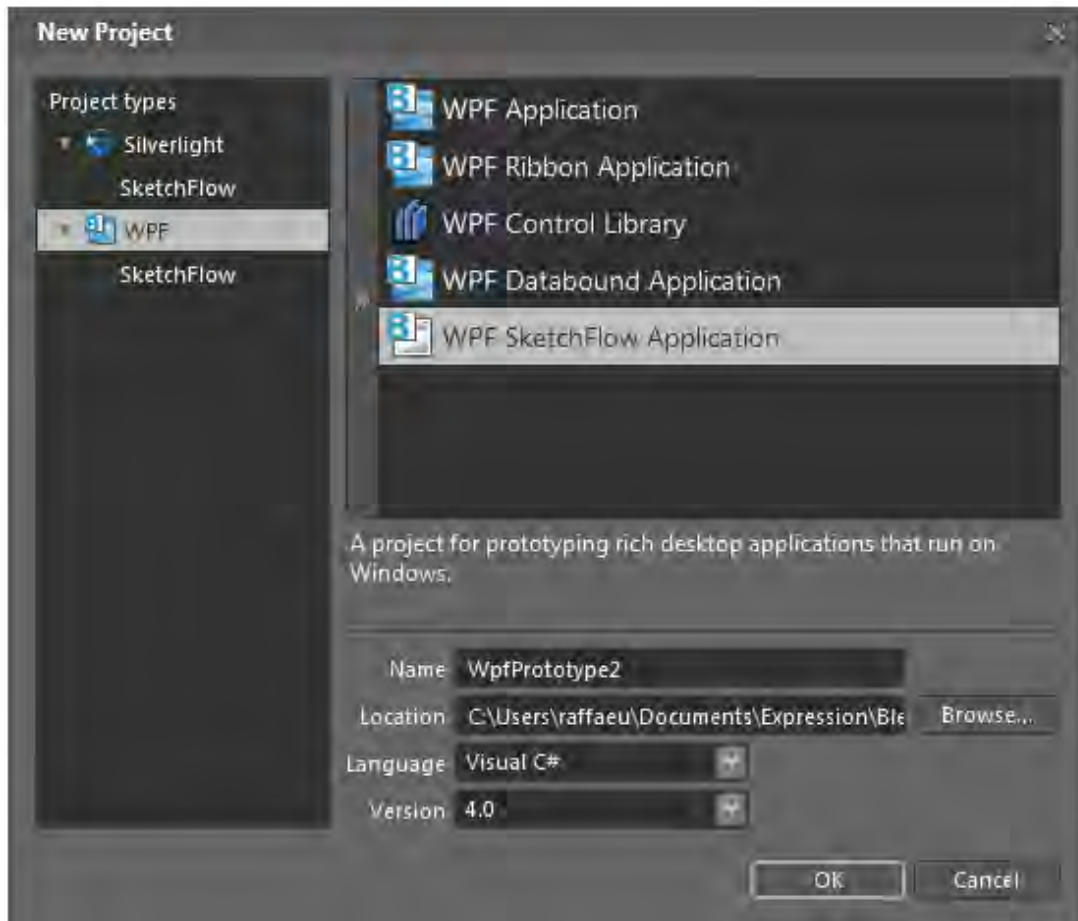 New Project
Project types
Silverlight
SketchFlow
WPF
SketchFlow
WPF Application
WPF Ribbon Application
WPF Control Library
WPF Databound Application
WPF SketchFlow Application
A project for prototyping rich desktop applications that run on
Windows.
Name WpfPrototype2
Location C:\Users\raffaeu\Documents\Expression\Ble Browse...
Language Visual C#
Version 4.0
OK Cancel